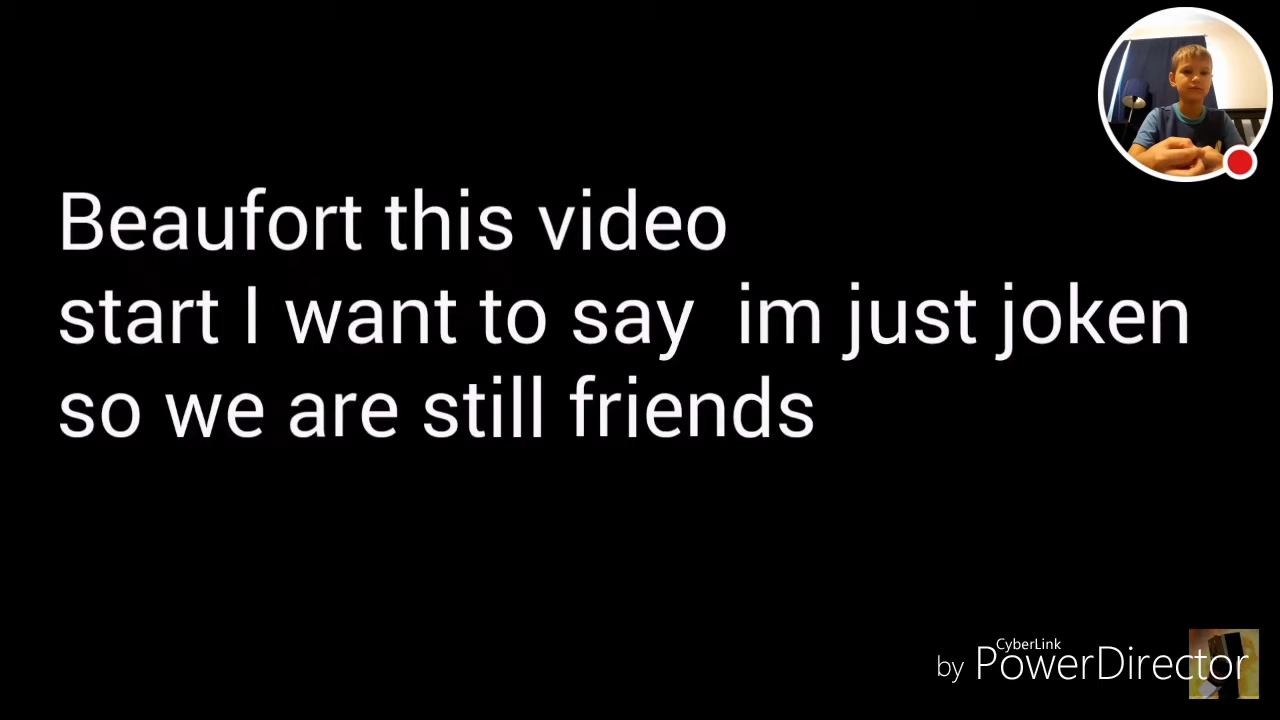 Beaufort this video
start I want to say  im just joken
so we are still friends
CyberLink
by PowerDirector